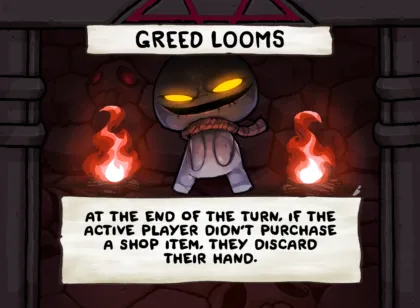 GREED LOOMS
AT THE END OF THE TURN, IF THE
ACTIVE PLAYER DIDN'T PURCHASE
A SHOP ITEM, THEY DISCARD
THEIR HAND.